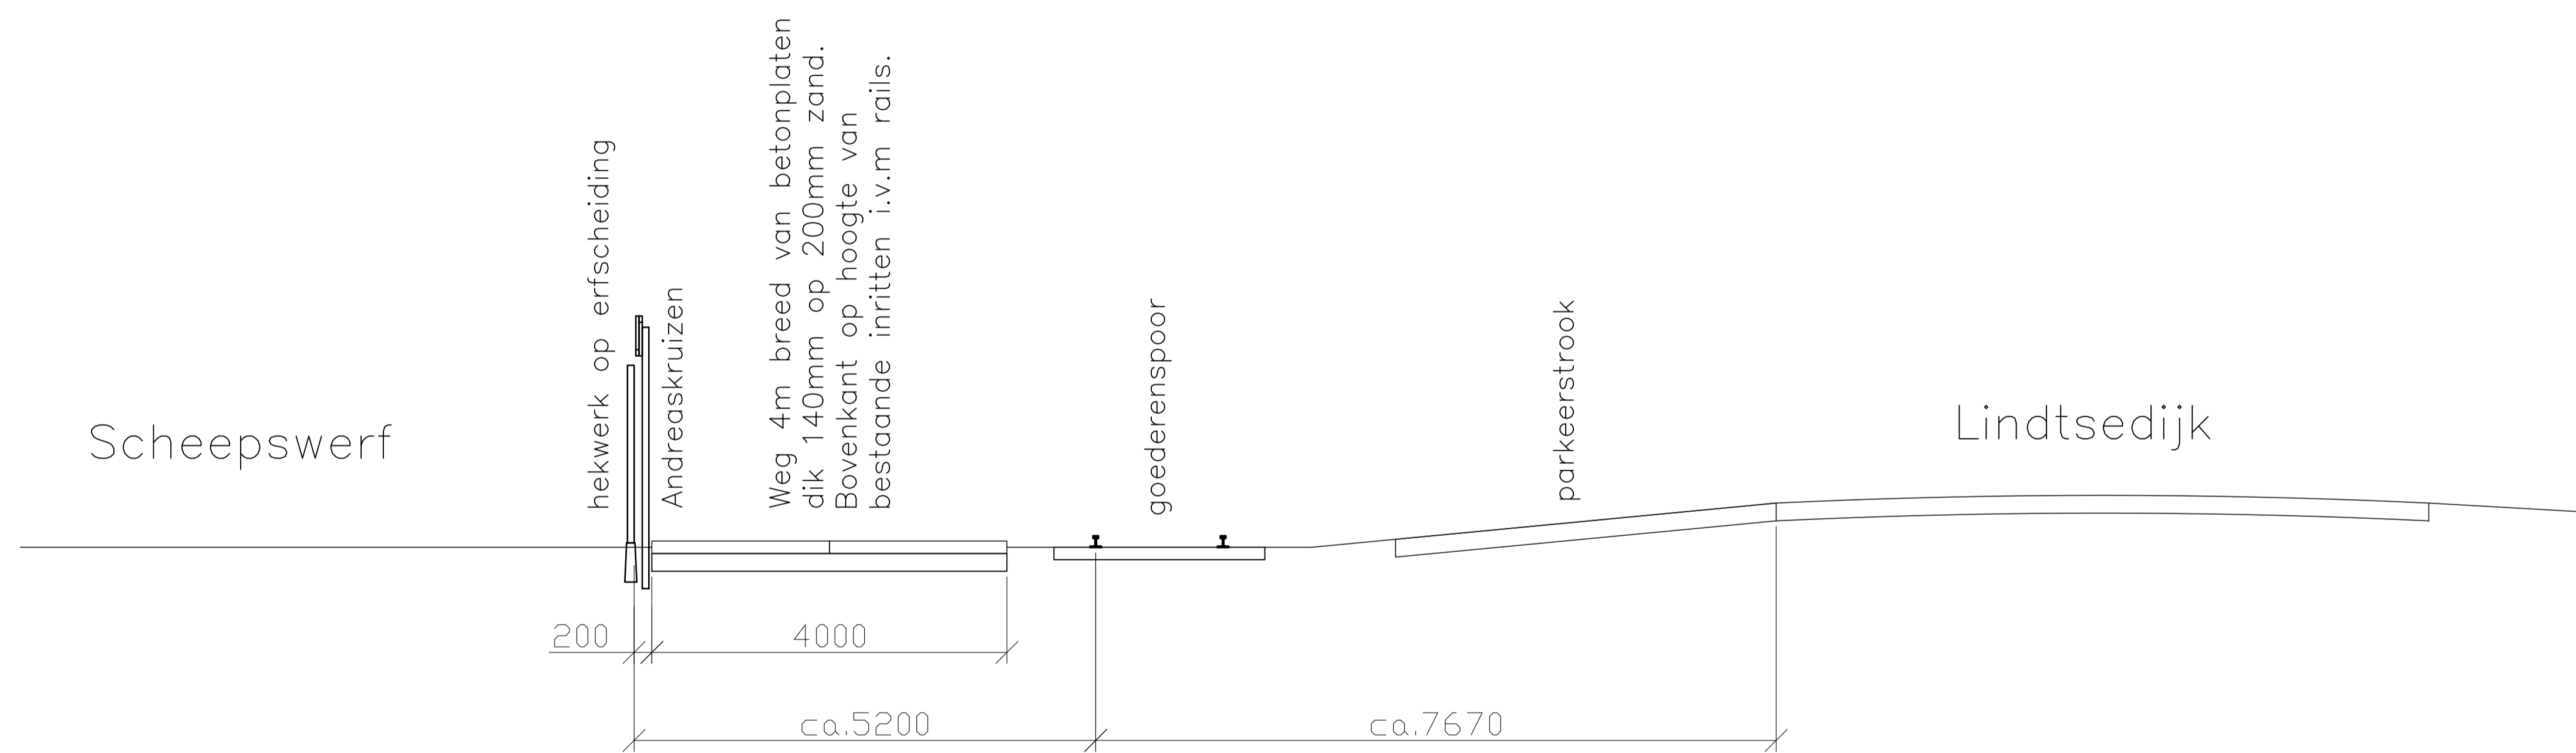 Scheepswerf
hekwerk op erfscheiding
Andreaskruizen
Weg 4m breed van betonplaten
dik 140mm op 200mm zand.
Bovenkant op hoogte van
bestaande inritten i.v.m rails.
goederenspoor
parkeerstrook
Lindtsedijk
200
4000
ca.5200
ca.7670